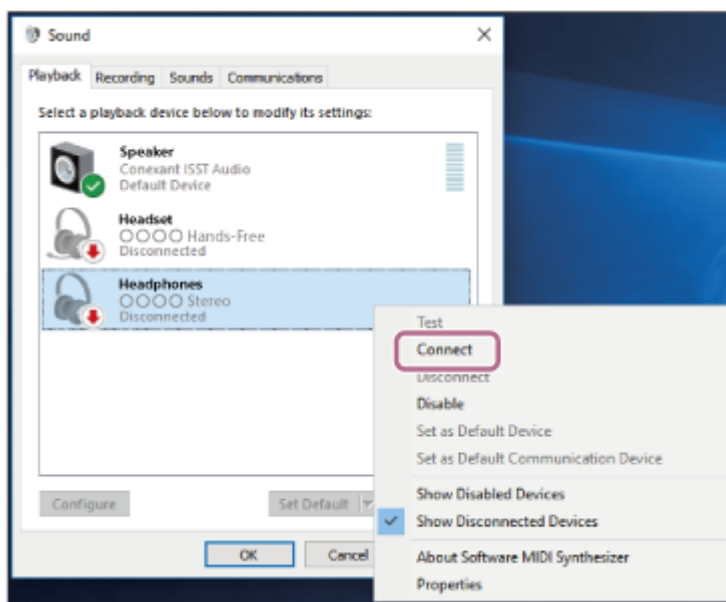 Sound
Playback Recording Sounds Communications
Select a playback device below to modify its settings:
Speaker
Conexant ISST Audio
Default Device
Headset
○○○○ Hands-Free
Disconnected
Headphones
○○○○ Stereo
Disconnected
Test
Connect
Disconnect
Disable
Set as Default Device
Set as Default Communication Device
Show Disabled Devices
Show Disconnected Devices
About Software MIDI Synthesizer
Properties
Configure
Set Default
OK
Cancel